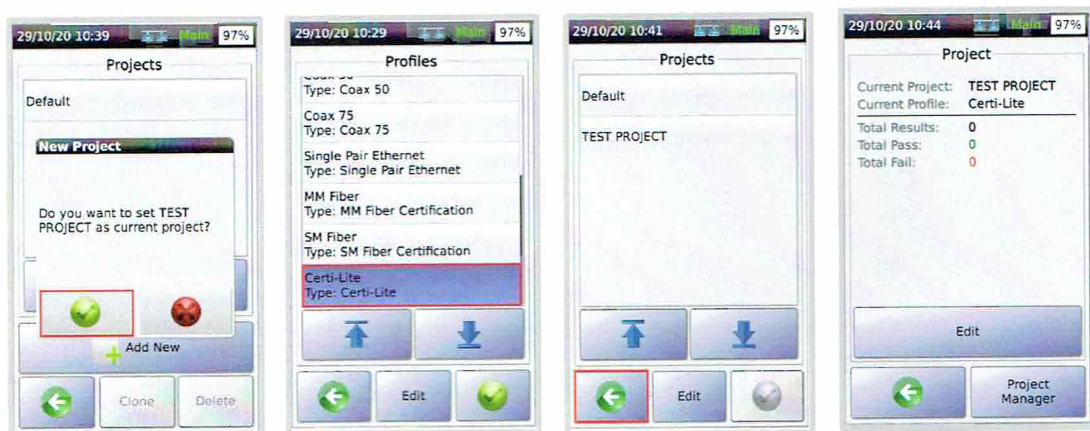 29/10/20 10:39 Main 97%
Projects
Default
New Project
Do you want to set TEST
PROJECT as current project?
Add New
Clone Delete
29/10/20 10:29 Main 97%
Profiles
Type: Coax 50
Coax 75
Type: Coax 75
Single Pair Ethernet
Type: Single Pair Ethernet
MM Fiber
Type: MM Fiber Certification
SM Fiber
Type: SM Fiber Certification
Certi-Lite
Type: Certi-Lite
Edit
29/10/20 10:41 Main 97%
Projects
Default
TEST PROJECT
Edit
29/10/20 10:44 Main 97%
Project
Current Project: TEST PROJECT
Current Profile: Certi-Lite
Total Results: 0
Total Pass: 0
Total Fail: 0
Edit
Project
Manager